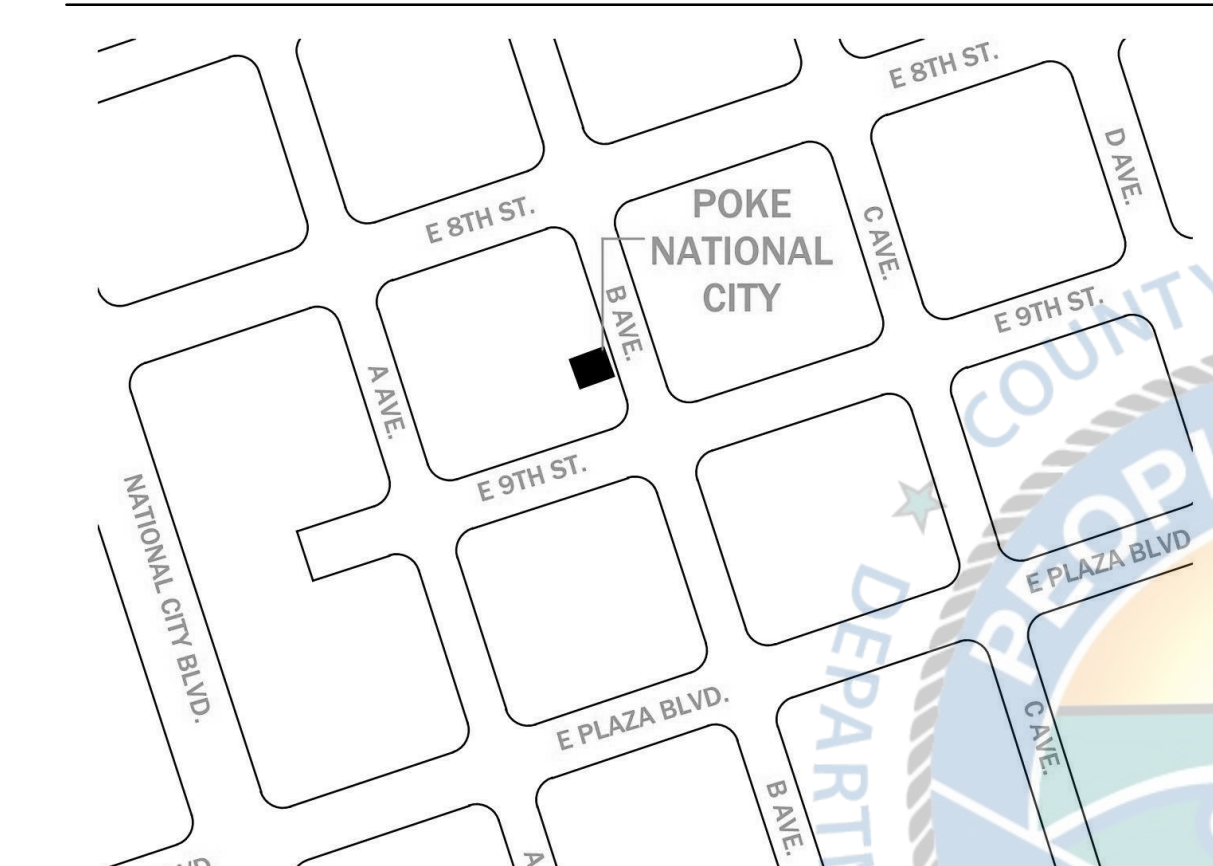 E 8TH ST.
D AVE.
POKE
NATIONAL
CITY
E 8TH ST.
C AVE.
B AVE.
E 9TH ST.
COUNTY
A AVE.
E 9TH ST.
NATIONAL CITY BLVD.
E PLAZA BLVD
E PLAZA BLVD.
C AVE.
B AVE.